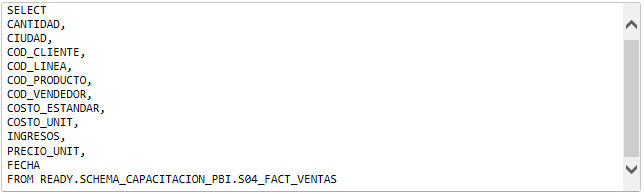 SELECT
CANTIDAD,
CIUDAD,
COD_CLIENTE,
COD_LINEA,
COD_PRODUCTO,
COD_VENDEDOR,
COSTO_ESTANDAR,
COSTO_UNIT,
INGRESOS,
PRECIO_UNIT,
FECHA
FROM READY.SCHEMA_CAPACITACION_PBI.S04_FACT_VENTAS